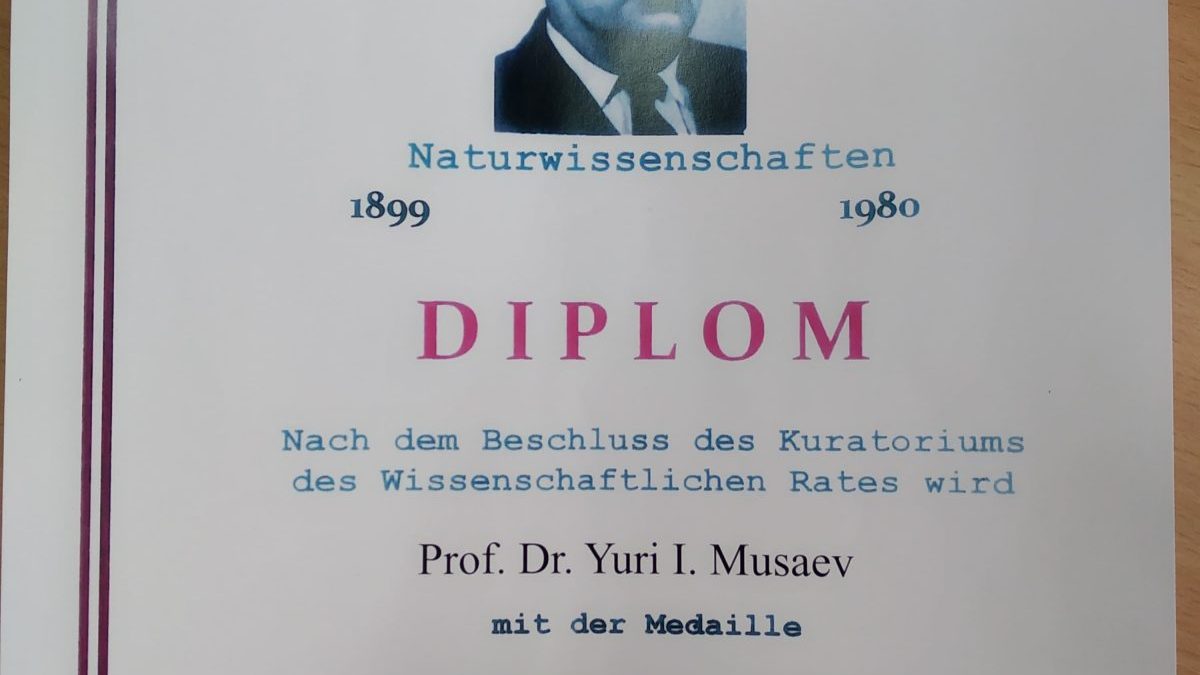 Naturwissenschaften
1899 1980
DIPLOM
Nach dem Beschluss des Kuratoriums
des Wissenschaftlichen Rates wird
Prof. Dr. Yuri I. Musaev
mit der Medaille